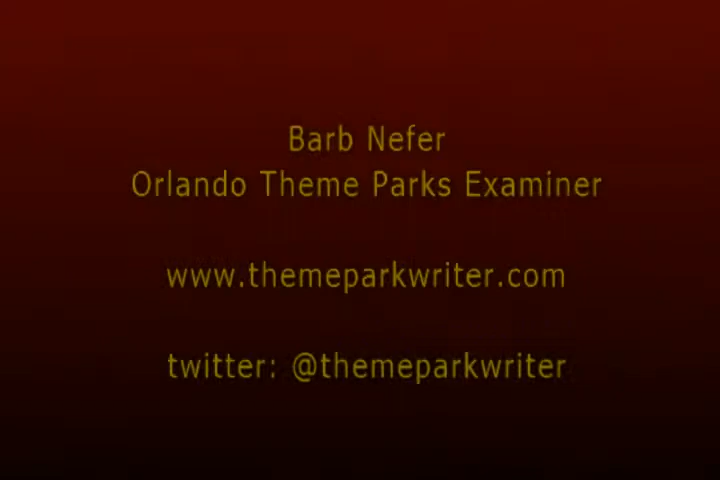 Barb Nefer
Orlando Theme Parks Examiner
www.themeparkwriter.com
twitter: @themeparkwriter